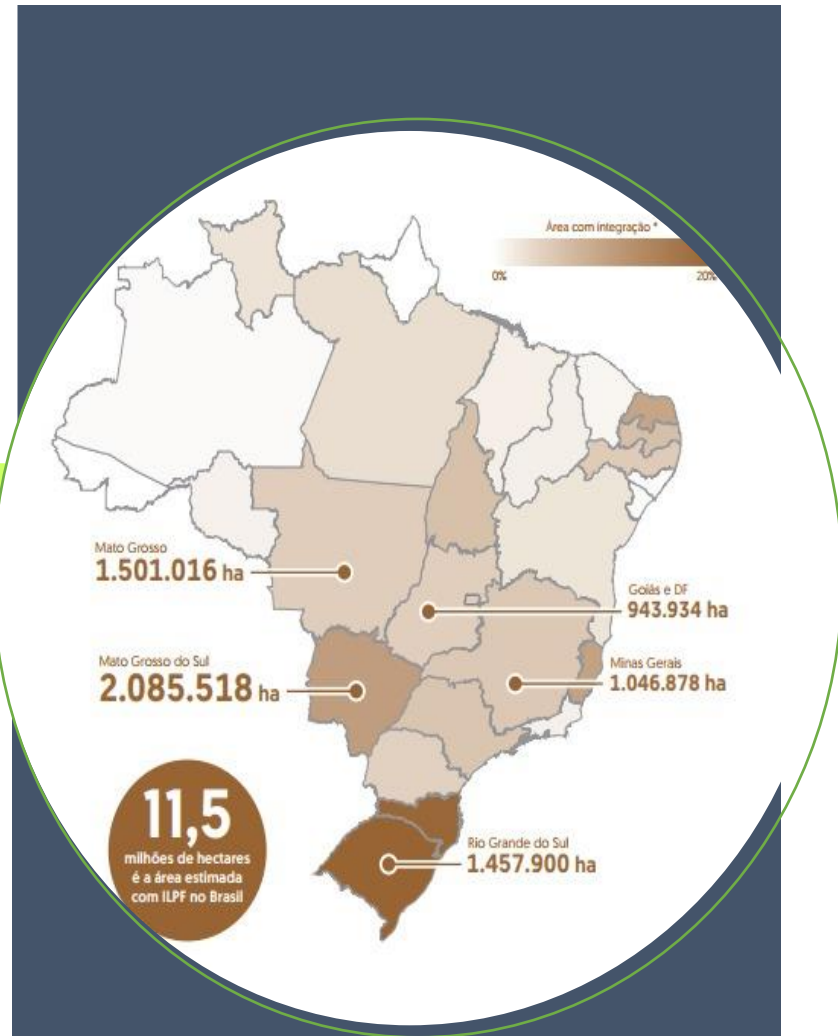 Área com integração *
0%
20%
Mato Grosso
1.501.016 ha
Goiás e DF
943.934 ha
Mato Grosso do Sul
2.085.518 ha
Minas Gerais
1.046.878 ha
11,5
milhões de hectares
é a área estimada
com ILPF no Brasil
Rio Grande do Sul
1.457.900 ha